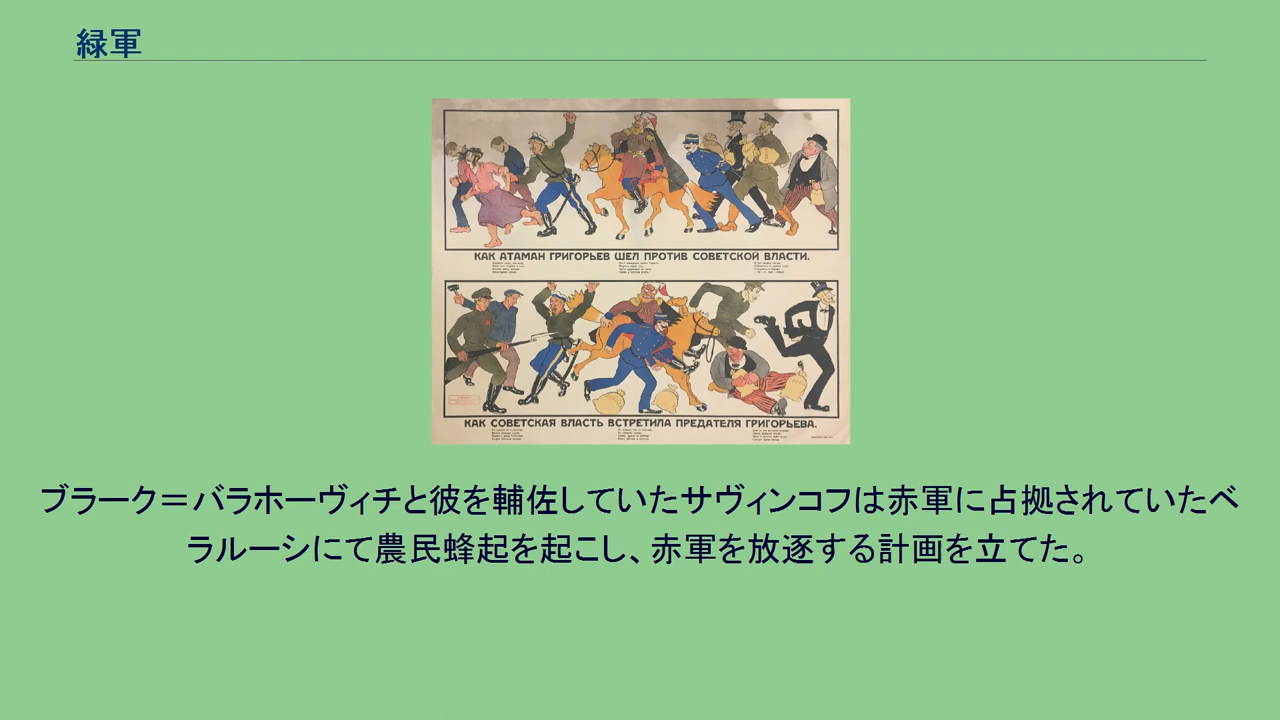 緑軍
КАК АТАМАН ГРИГОРЬЕВ ШЕЛ ПРОТИВ СОВЕТСКОЙ ВЛАСТИ.
КАК СОВЕТСКАЯ ВЛАСТЬ ВСТРЕТИЛА ПРЕДАТЕЛЯ ГРИГОРЬЕВА.
ブラーク＝バラホーヴィチと彼を輔佐していたサヴィンコフは赤軍に占拠されていたベ
ラルーシにて農民蜂起を起こし、赤軍を放逐する計画を立てた。